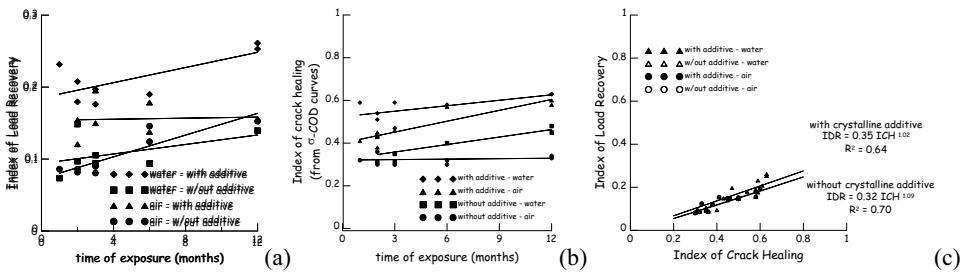 0,3
0,2
0,1
0
0
4
8
12
Index of Load Recovery
time of exposure (months)
water - with additive
water - w/out additive
air - with additive
air - w/out additive
(a)
1
0.8
0.6
0.4
0.2
0
0
3
6
9
12
Index of crack healing
(from σ-COD curves)
time of exposure (months)
with additive - water
with additive - air
without additive - water
without additive - air
(b)
1
0.8
0.6
0.4
0.2
0
0
0.2
0.4
0.6
0.8
1
Index of Load Recovery
Index of Crack Healing
with additive - water
w/out additive - water
with additive - air
w/out additive - air
with crystalline additive
IDR = 0.35 ICH 1.02
R² = 0.64
without crystalline additive
IDR = 0.32 ICH 1.09
R² = 0.70
(c)